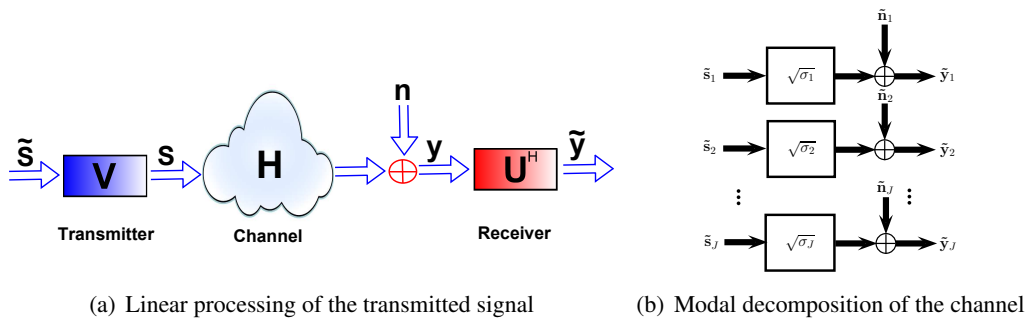 s̃
V
s
H
n
y
U^H
ỹ
Transmitter
Channel
Receiver
(a) Linear processing of the transmitted signal
ñ₁
s̃₁
√σ₁
ỹ₁
ñ₂
s̃₂
√σ₂
ỹ₂
⋮ ⋮
ñ_J
s̃_J
√σ_J
ỹ_J
(b) Modal decomposition of the channel